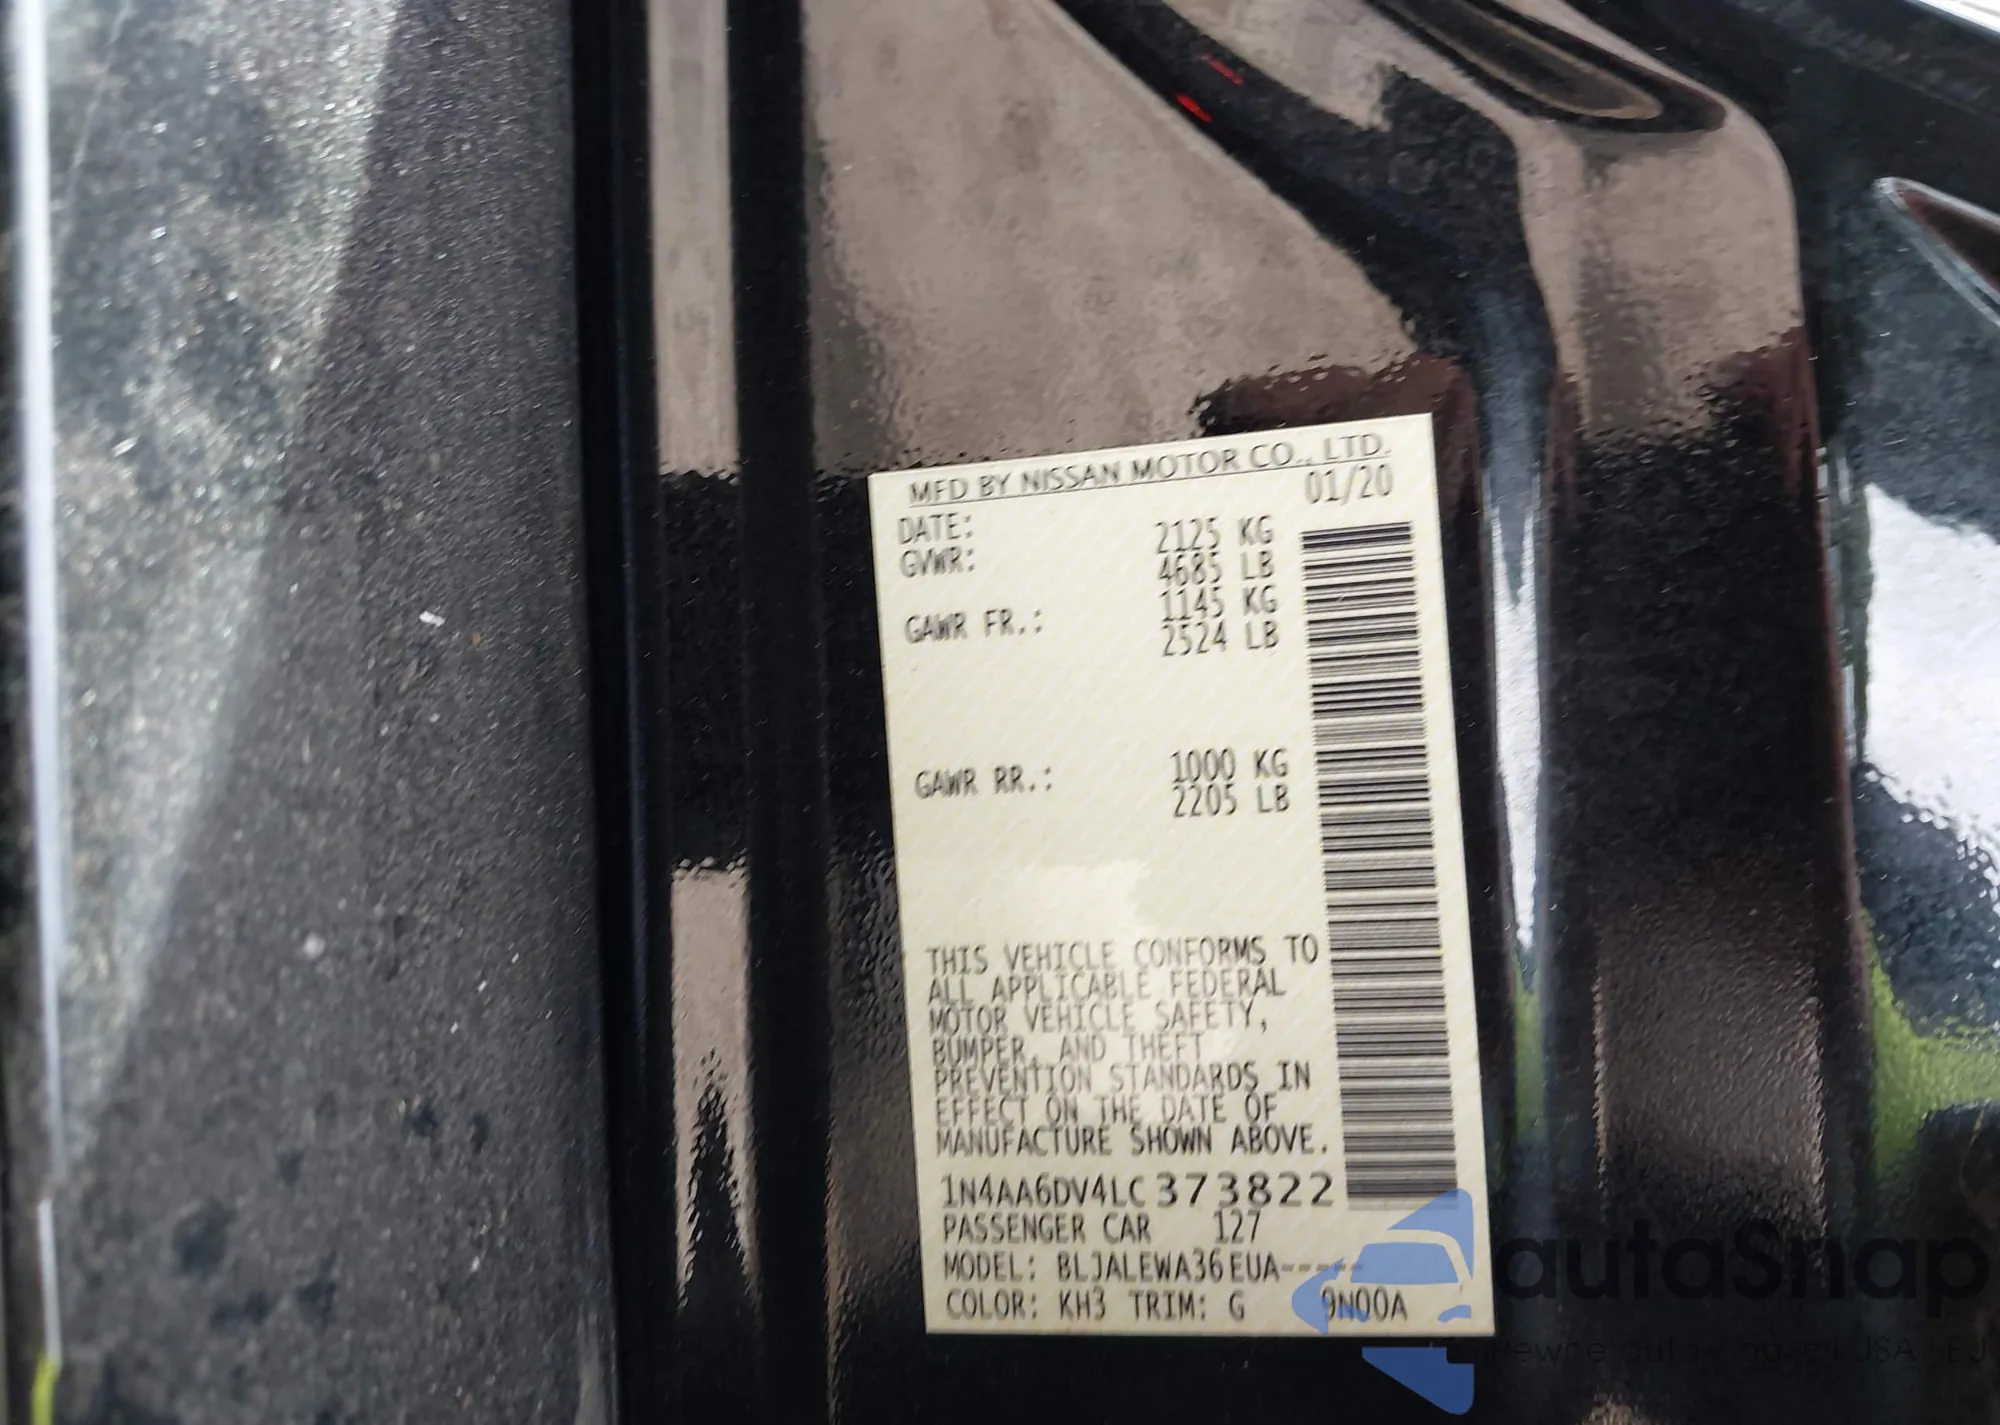 MFD BY NISSAN MOTOR CO., LTD.
DATE: 01/20
GVWR: 2125 KG
4685 LB
GAWR FR.: 1145 KG
2524 LB
GAWR RR.: 1000 KG
2205 LB
THIS VEHICLE CONFORMS TO
ALL APPLICABLE FEDERAL
MOTOR VEHICLE SAFETY,
BUMPER, AND THEFT
PREVENTION STANDARDS IN
EFFECT ON THE DATE OF
MANUFACTURE SHOWN ABOVE.
1N4AA6DV4LC373822
PASSENGER CAR 127
MODEL: BLJALEWA36EUA-----
COLOR: KH3 TRIM: G 9N00A
autoSnap